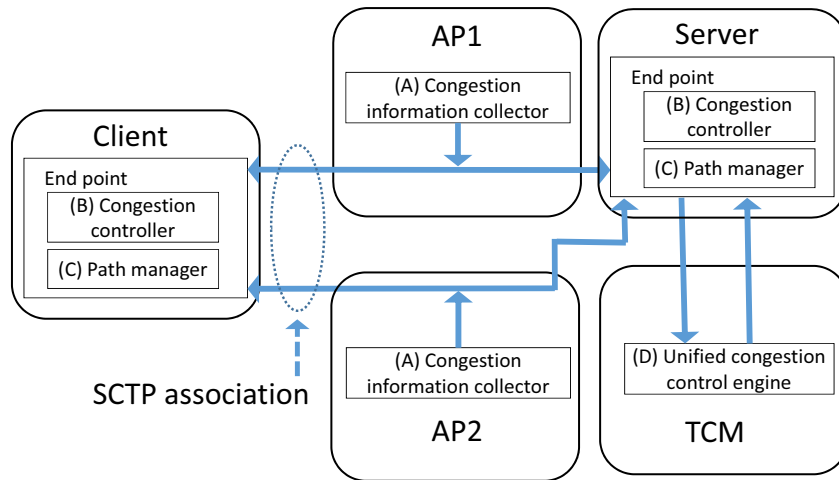 AP1
(A) Congestion
information collector
Server
End point
(B) Congestion
controller
(C) Path manager
Client
End point
(B) Congestion
controller
(C) Path manager
SCTP association
(A) Congestion
information collector
AP2
(D) Unified congestion
control engine
TCM